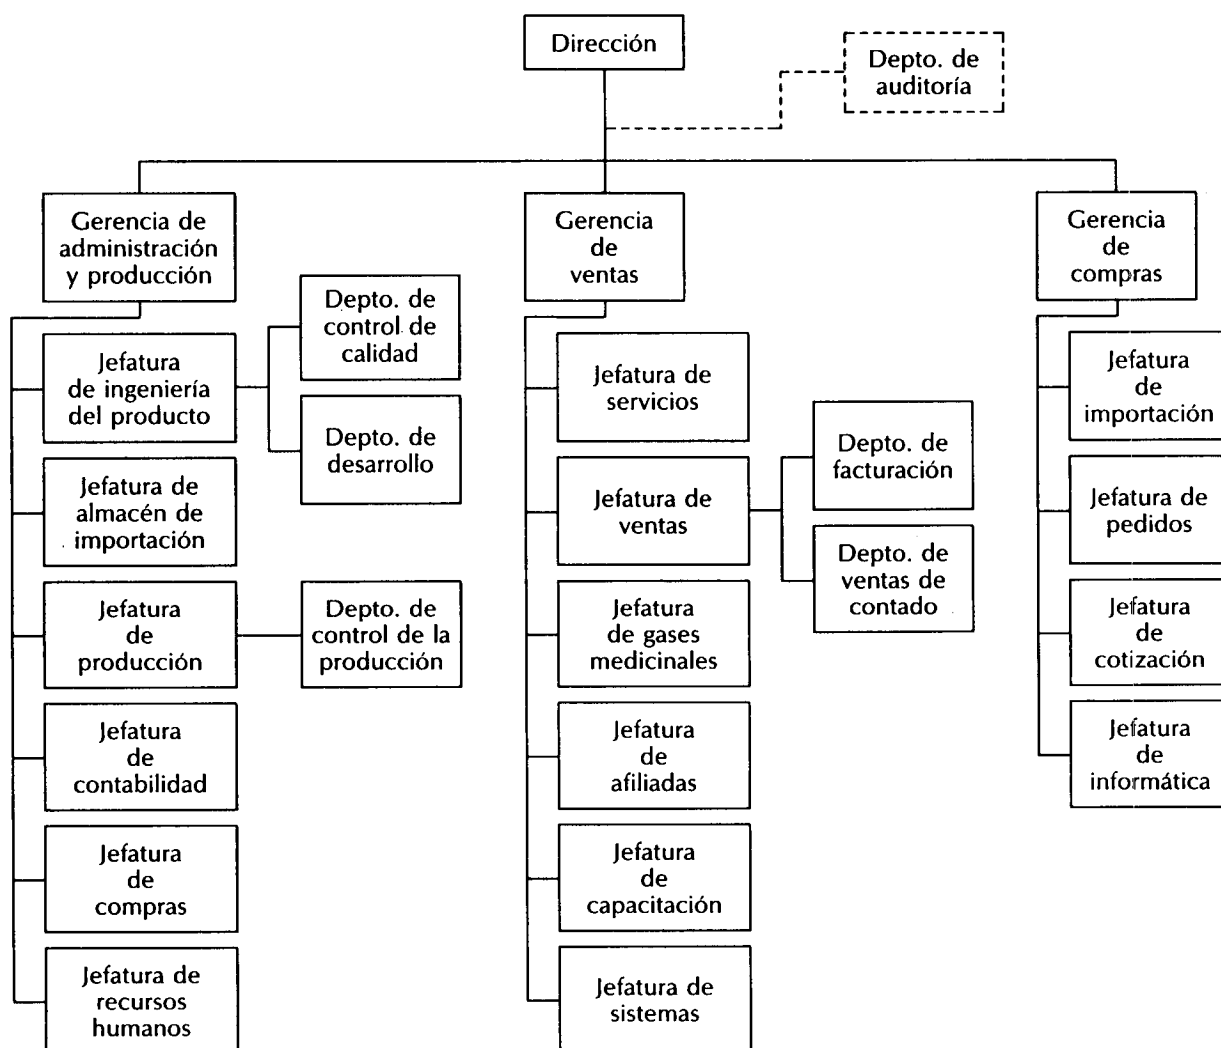 Dirección
Depto. de
auditoría
Gerencia de
administración
y producción
Gerencia
de
ventas
Gerencia
de
compras
Jefatura
de ingeniería
del producto
Depto. de
control de
calidad
Depto. de
desarrollo
Jefatura de
almacén de
importación
Jefatura
de
producción
Depto. de
control de la
producción
Jefatura
de
contabilidad
Jefatura
de
compras
Jefatura de
recursos
humanos
Jefatura de
servicios
Jefatura de
ventas
Depto. de
facturación
Depto. de
ventas de
contado
Jefatura
de gases
medicinales
Jefatura
de
afiliadas
Jefatura
de
capacitación
Jefatura de
sistemas
Jefatura
de
importación
Jefatura de
pedidos
Jefatura
de
cotización
Jefatura
de
informática